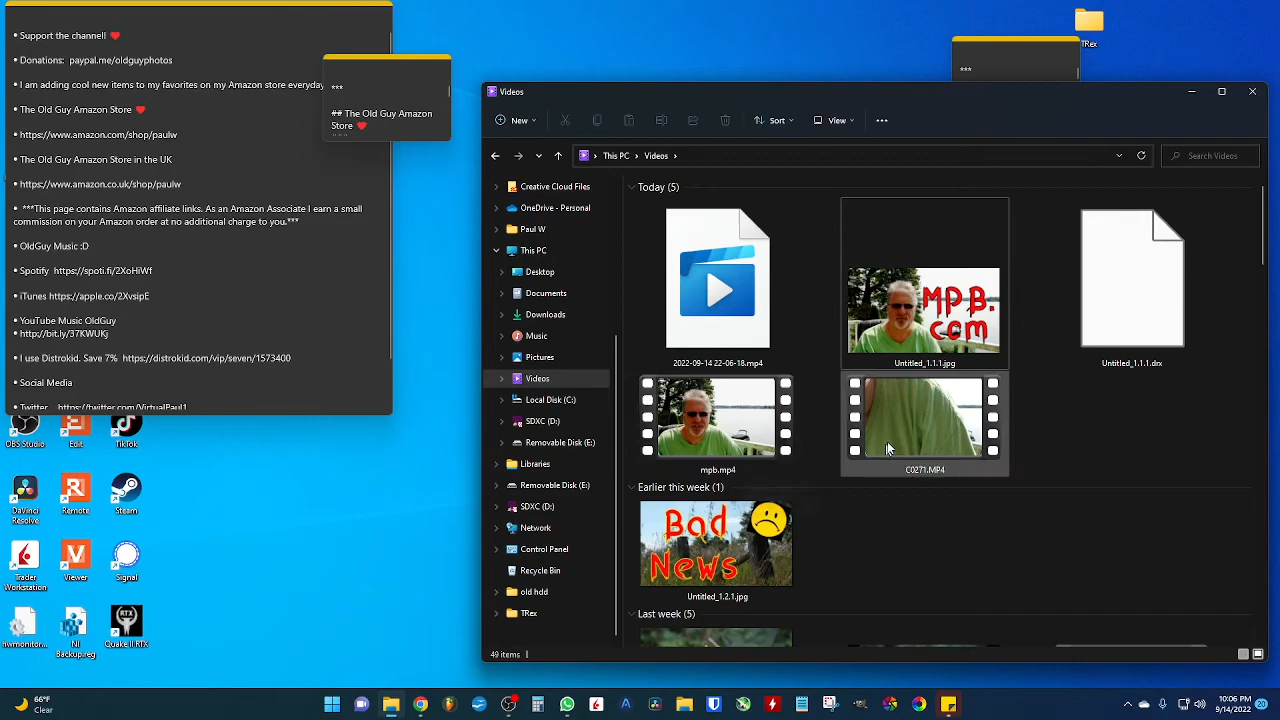 • Support the channel! ❤
• Donations:  paypal.me/oldguyphotos
• I am adding cool new items to my favorites on my Amazon store everyday
• The Old Guy Amazon Store ❤
• https://www.amazon.com/shop/paulw
• The Old Guy Amazon Store in the UK
• https://www.amazon.co.uk/shop/paulw
• ***This page contains Amazon affiliate links. As an Amazon Associate I earn a small
commission on your Amazon order at no additional charge to you.***
• OldGuy Music :D
• Spotify  https://spoti.fi/2XoHiWf
• iTunes https://apple.co/2XvsipE
• YouTube Music OldGuy
• http://bit.ly/37KWUKj
• I use Distrokid. Save 7%  https://distrokid.com/vip/seven/1573400
• Social Media
• Twitter   https://twitter.com/VirtualPaul1
***
## The Old Guy Amazon
Store ❤
***
TRex
Videos
New
Sort
View
This PC > Videos >
Search Videos
Creative Cloud Files
OneDrive - Personal
Paul W
This PC
Desktop
Documents
Downloads
Music
Pictures
Videos
Local Disk (C:)
SDXC (D:)
Removable Disk (E:)
Libraries
Removable Disk (E:)
SDXC (D:)
Network
Control Panel
Recycle Bin
old hdd
TRex
Today (5)
MPB.
com
2022-09-14 22-06-18.mp4
Untitled_1.1.1.jpg
Untitled_1.1.1.drx
mpb.mp4
C0271.MP4
Earlier this week (1)
Bad
News
Untitled_1.2.1.jpg
Last week (5)
49 items
OBS Studio
Edit
TikTok
DaVinci
Resolve
Remote
Steam
Trader
Workstation
Viewer
Signal
hwmonitor...
NI
Backup.reg
RTX
Quake II RTX
66°F
Clear
10:06 PM
9/14/2022
20